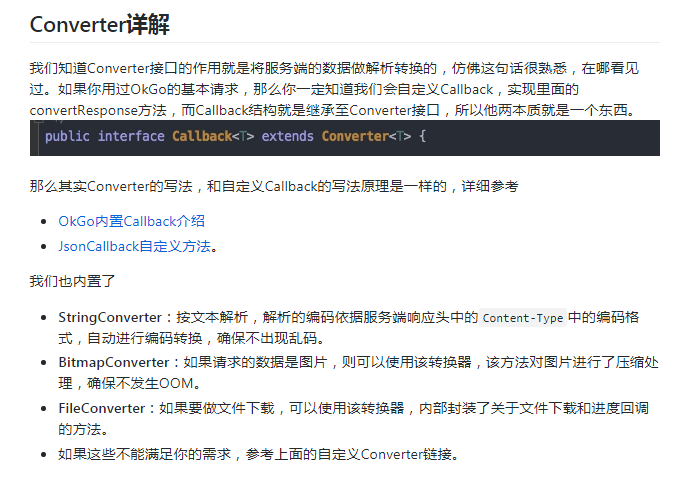 Converter详解
我们知道Converter接口的作用就是将服务端的数据做解析转换的，仿佛这句话很熟悉，在哪看见
过。如果你用过OkGo的基本请求，那么你一定知道我们会自定义Callback，实现里面的
convertResponse方法，而Callback结构就是继承至Converter接口，所以他两本质就是一个东西。
public interface Callback<T> extends Converter<T> {
那么其实Converter的写法，和自定义Callback的写法原理是一样的，详细参考
• OkGo内置Callback介绍
• JsonCallback自定义方法。
我们也内置了
• StringConverter：按文本解析，解析的编码依据服务端响应头中的 Content-Type 中的编码格
式，自动进行编码转换，确保不出现乱码。
• BitmapConverter：如果请求的数据是图片，则可以使用该转换器，该方法对图片进行了压缩处
理，确保不发生OOM。
• FileConverter：如果要做文件下载，可以使用该转换器，内部封装了关于文件下载和进度回调
的方法。
• 如果这些不能满足你的需求，参考上面的自定义Converter链接。